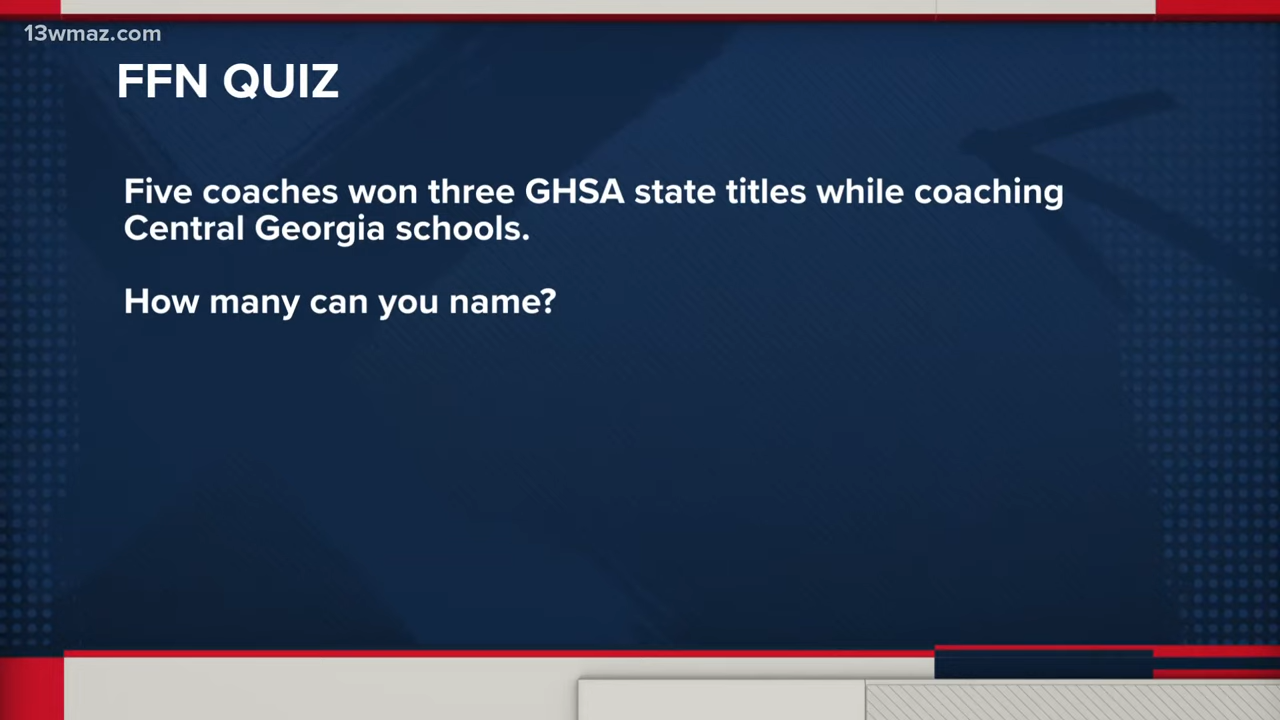 13wmaz.com
FFN QUIZ
Five coaches won three GHSA state titles while coaching
Central Georgia schools.
How many can you name?